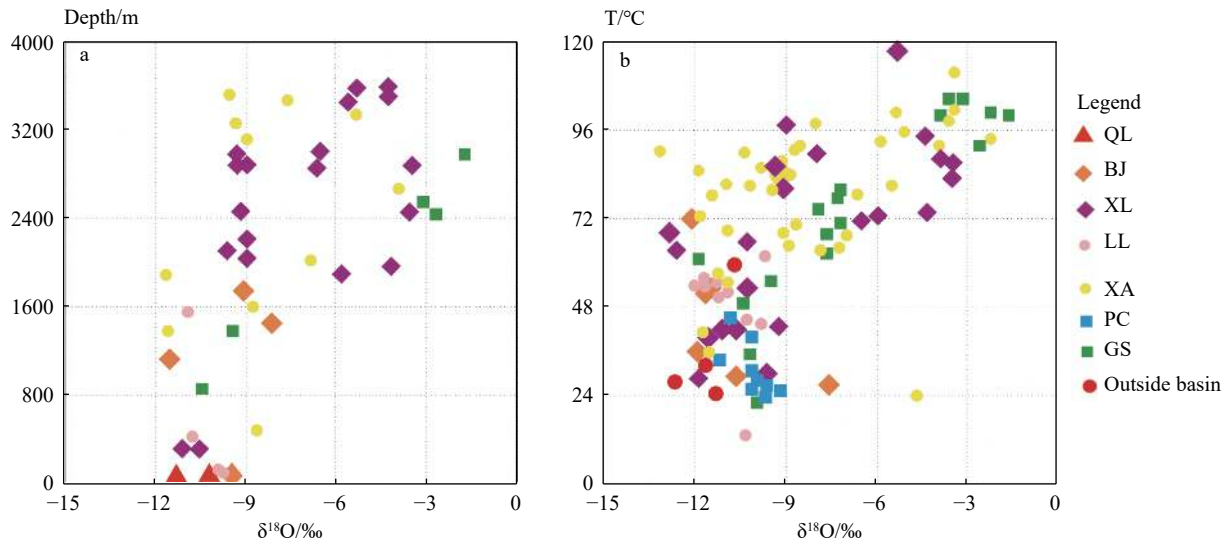 Depth/m
a
4000
3200
2400
1600
800
0
−15 −12 −9 −6 −3 0
δ¹⁸O/‰
T/°C
b
120
96
72
48
24
0
−15 −12 −9 −6 −3 0
δ¹⁸O/‰
Legend
QL
BJ
XL
LL
XA
PC
GS
Outside basin